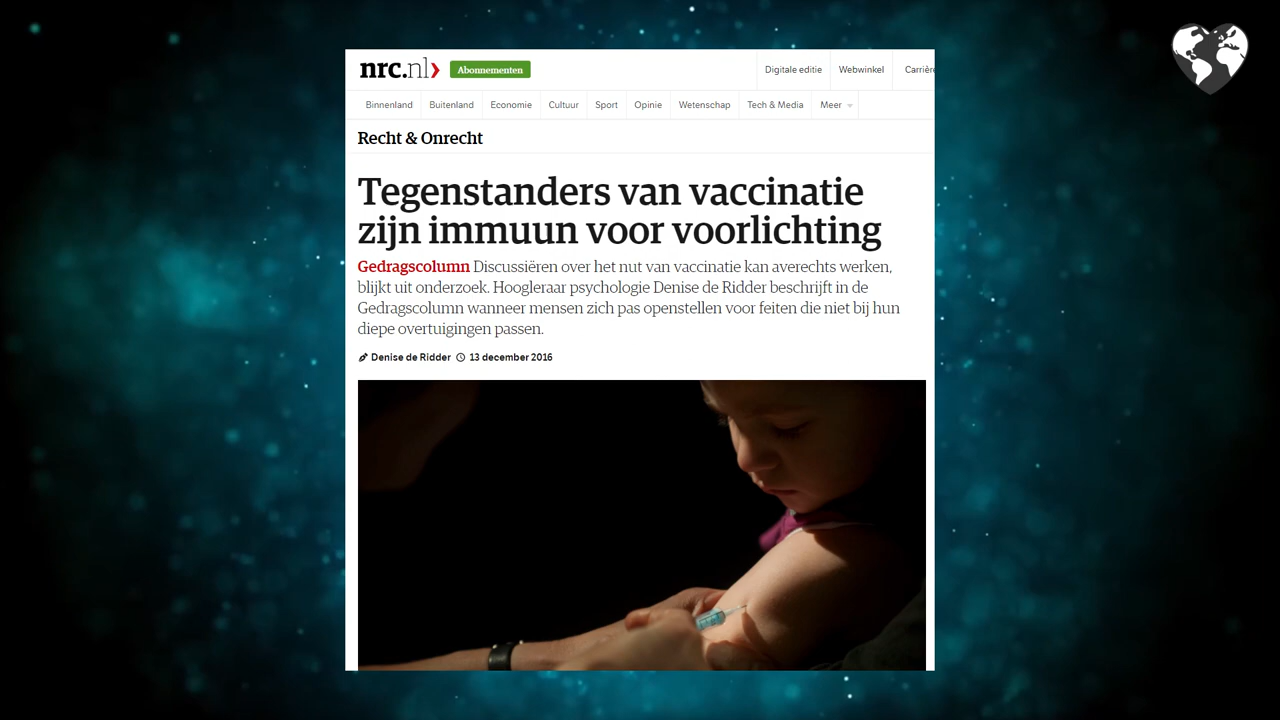 nrc.nl
Abonnementen
Digitale editie
Webwinkel
Carrière
Binnenland
Buitenland
Economie
Cultuur
Sport
Opinie
Wetenschap
Tech & Media
Meer
Recht & Onrecht
Tegenstanders van vaccinatie
zijn immuun voor voorlichting
Gedragscolumn Discussiëren over het nut van vaccinatie kan averechts werken,
blijkt uit onderzoek. Hoogleraar psychologie Denise de Ridder beschrijft in de
Gedragscolumn wanneer mensen zich pas openstellen voor feiten die niet bij hun
diepe overtuigingen passen.
Denise de Ridder 13 december 2016